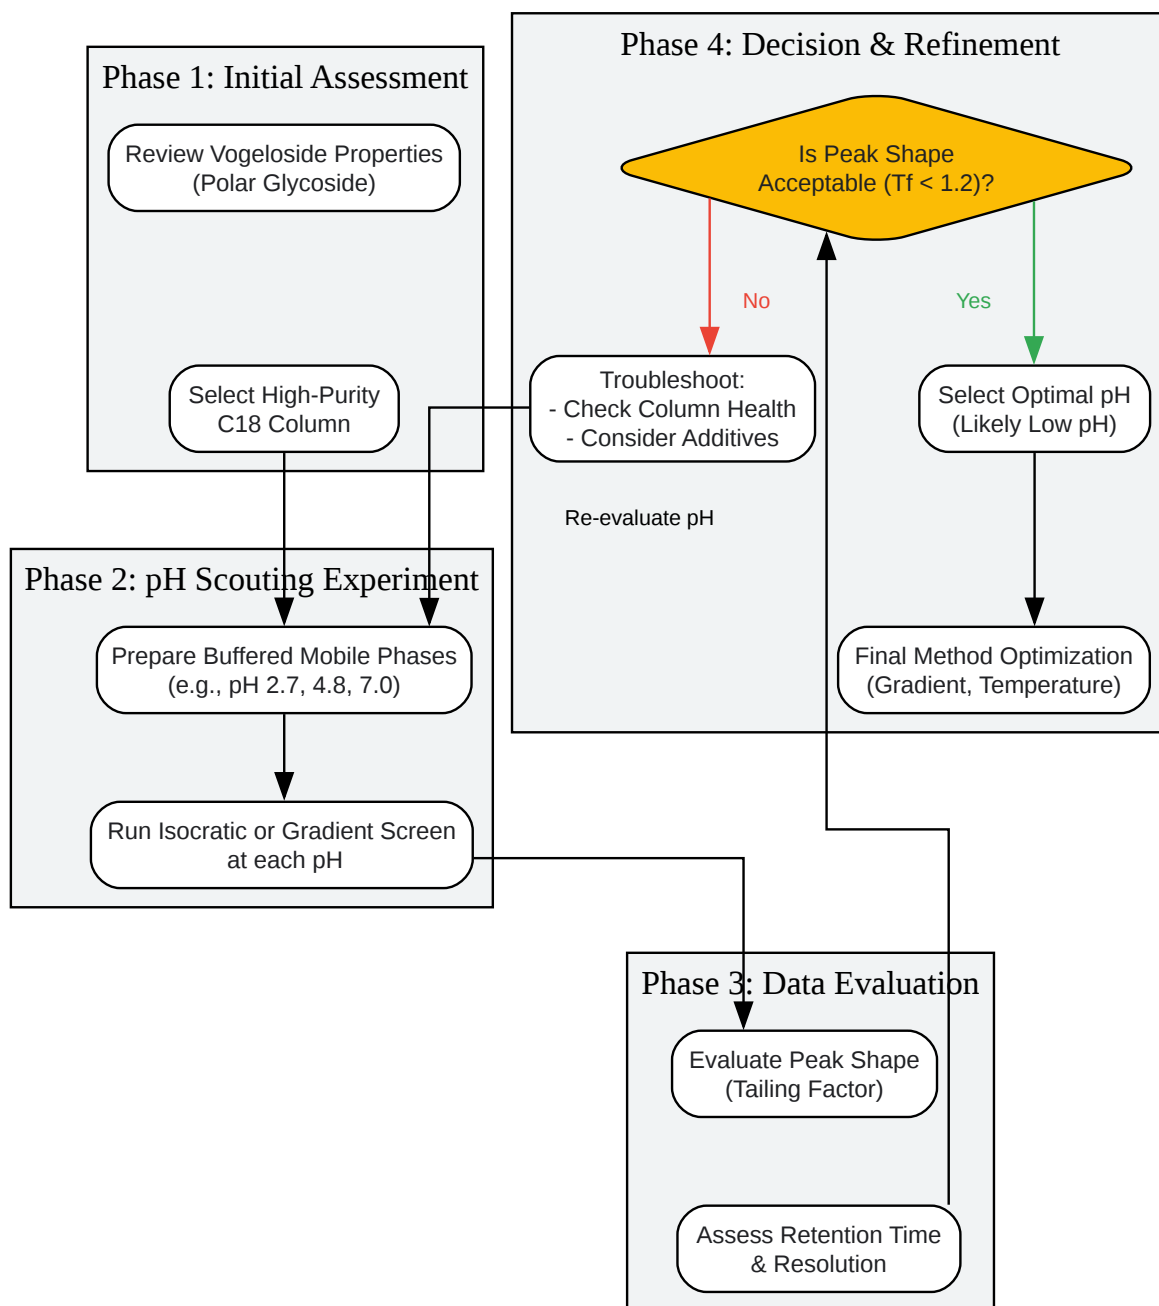 Phase 1: Initial Assessment
Review Vogeloside Properties
(Polar Glycoside)
Select High-Purity
C18 Column
Phase 2: pH Scouting Experiment
Prepare Buffered Mobile Phases
(e.g., pH 2.7, 4.8, 7.0)
Run Isocratic or Gradient Screen
at each pH
Phase 3: Data Evaluation
Evaluate Peak Shape
(Tailing Factor)
Assess Retention Time
& Resolution
Phase 4: Decision & Refinement
Is Peak Shape
Acceptable (Tf < 1.2)?
No
Yes
Troubleshoot:
- Check Column Health
- Consider Additives
Re-evaluate pH
Select Optimal pH
(Likely Low pH)
Final Method Optimization
(Gradient, Temperature)